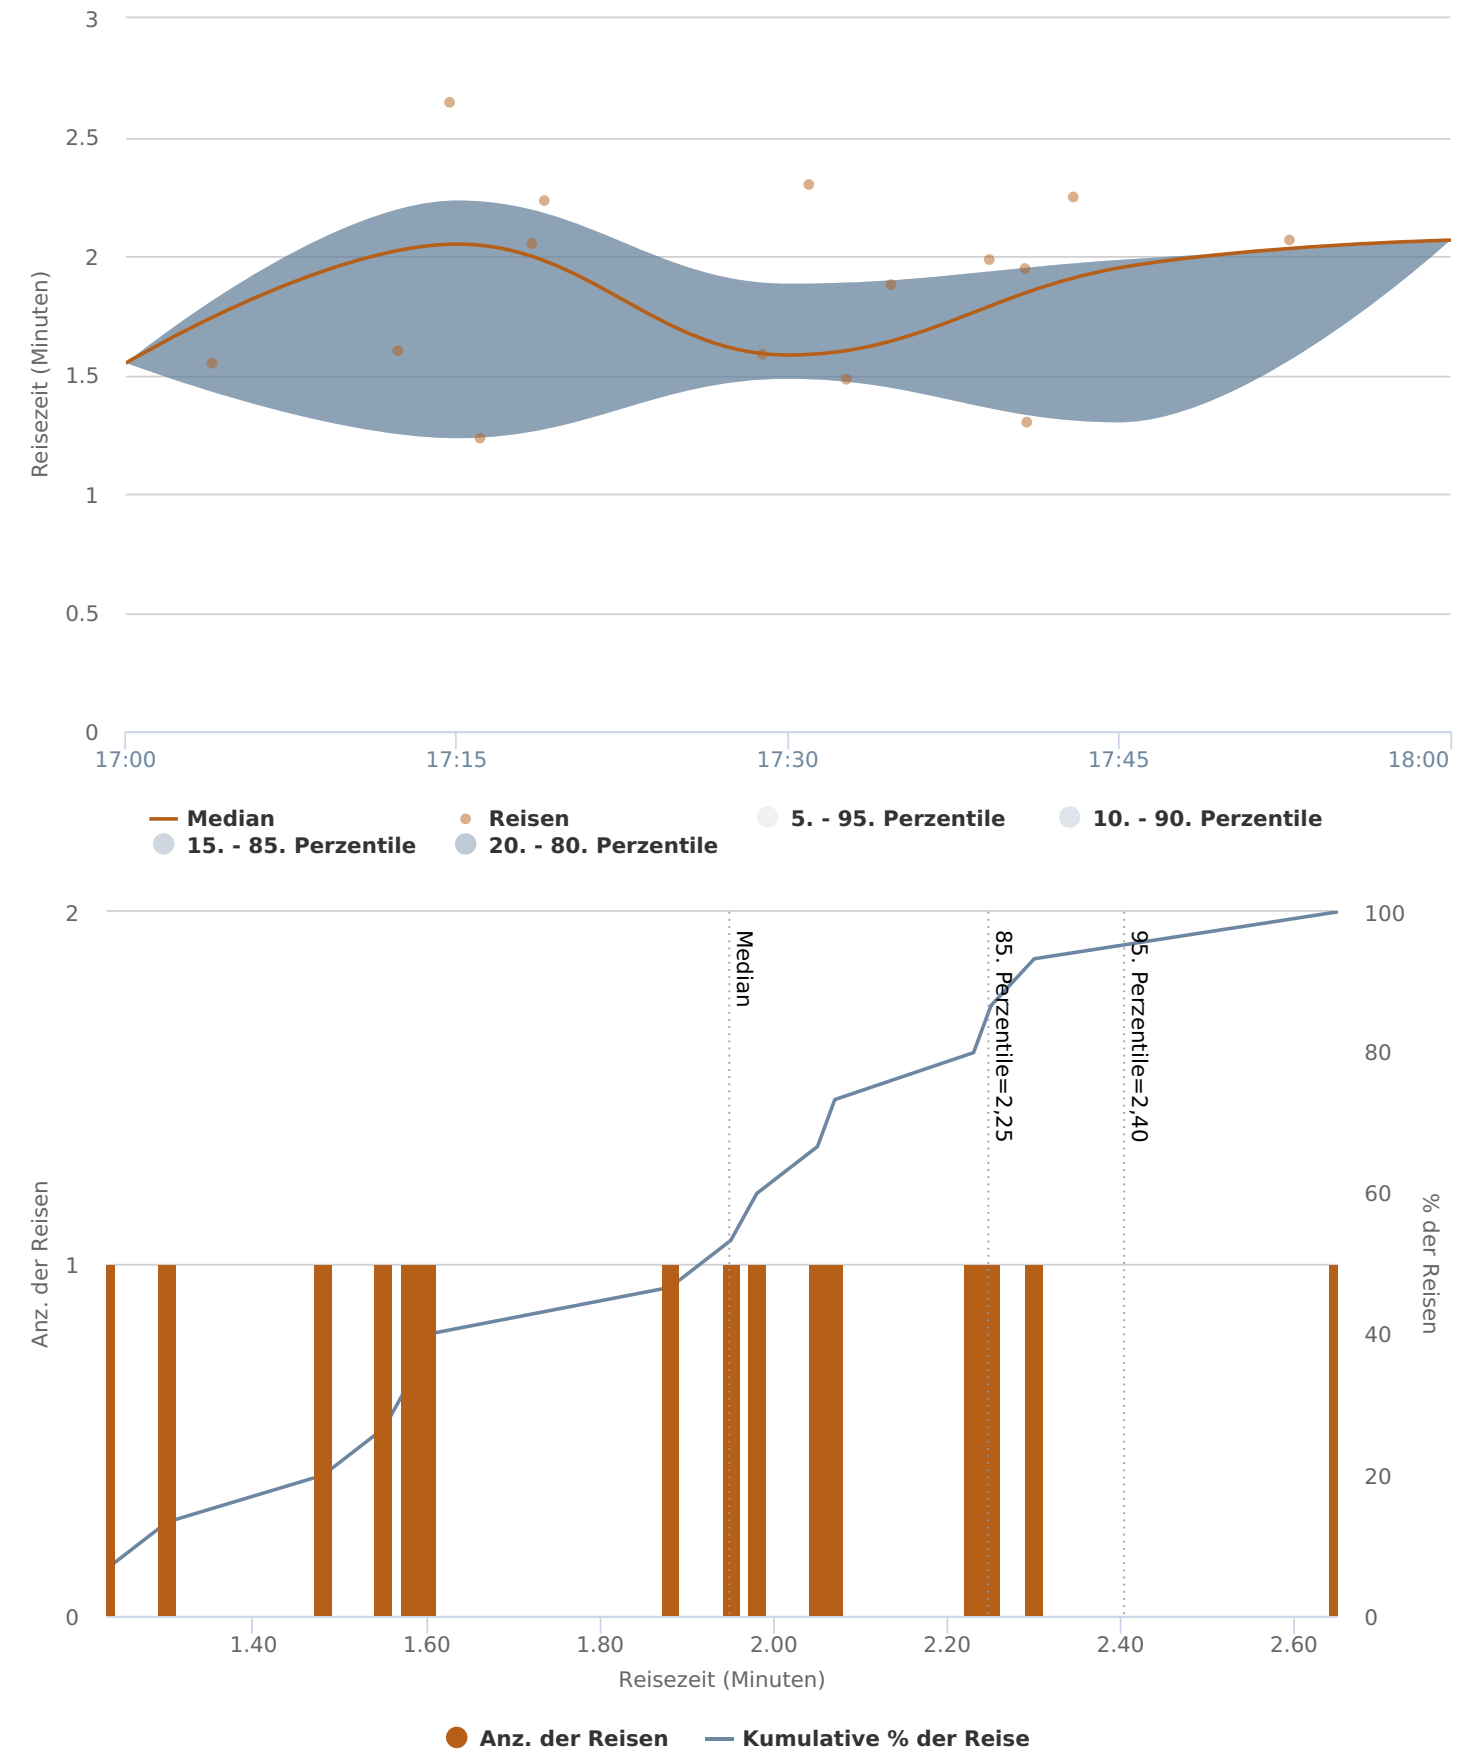 3
2.5
2
1.5
1
0.5
0
Reisezeit (Minuten)
17:00 17:15 17:30 17:45 18:00
Median Reisen 5. - 95. Perzentile 10. - 90. Perzentile
15. - 85. Perzentile 20. - 80. Perzentile
2
1
0
Anz. der Reisen
Median
85. Perzentile=2,25
95. Perzentile=2,40
100
80
60
40
20
0
% der Reisen
1.40 1.60 1.80 2.00 2.20 2.40 2.60
Reisezeit (Minuten)
Anz. der Reisen Kumulative % der Reise